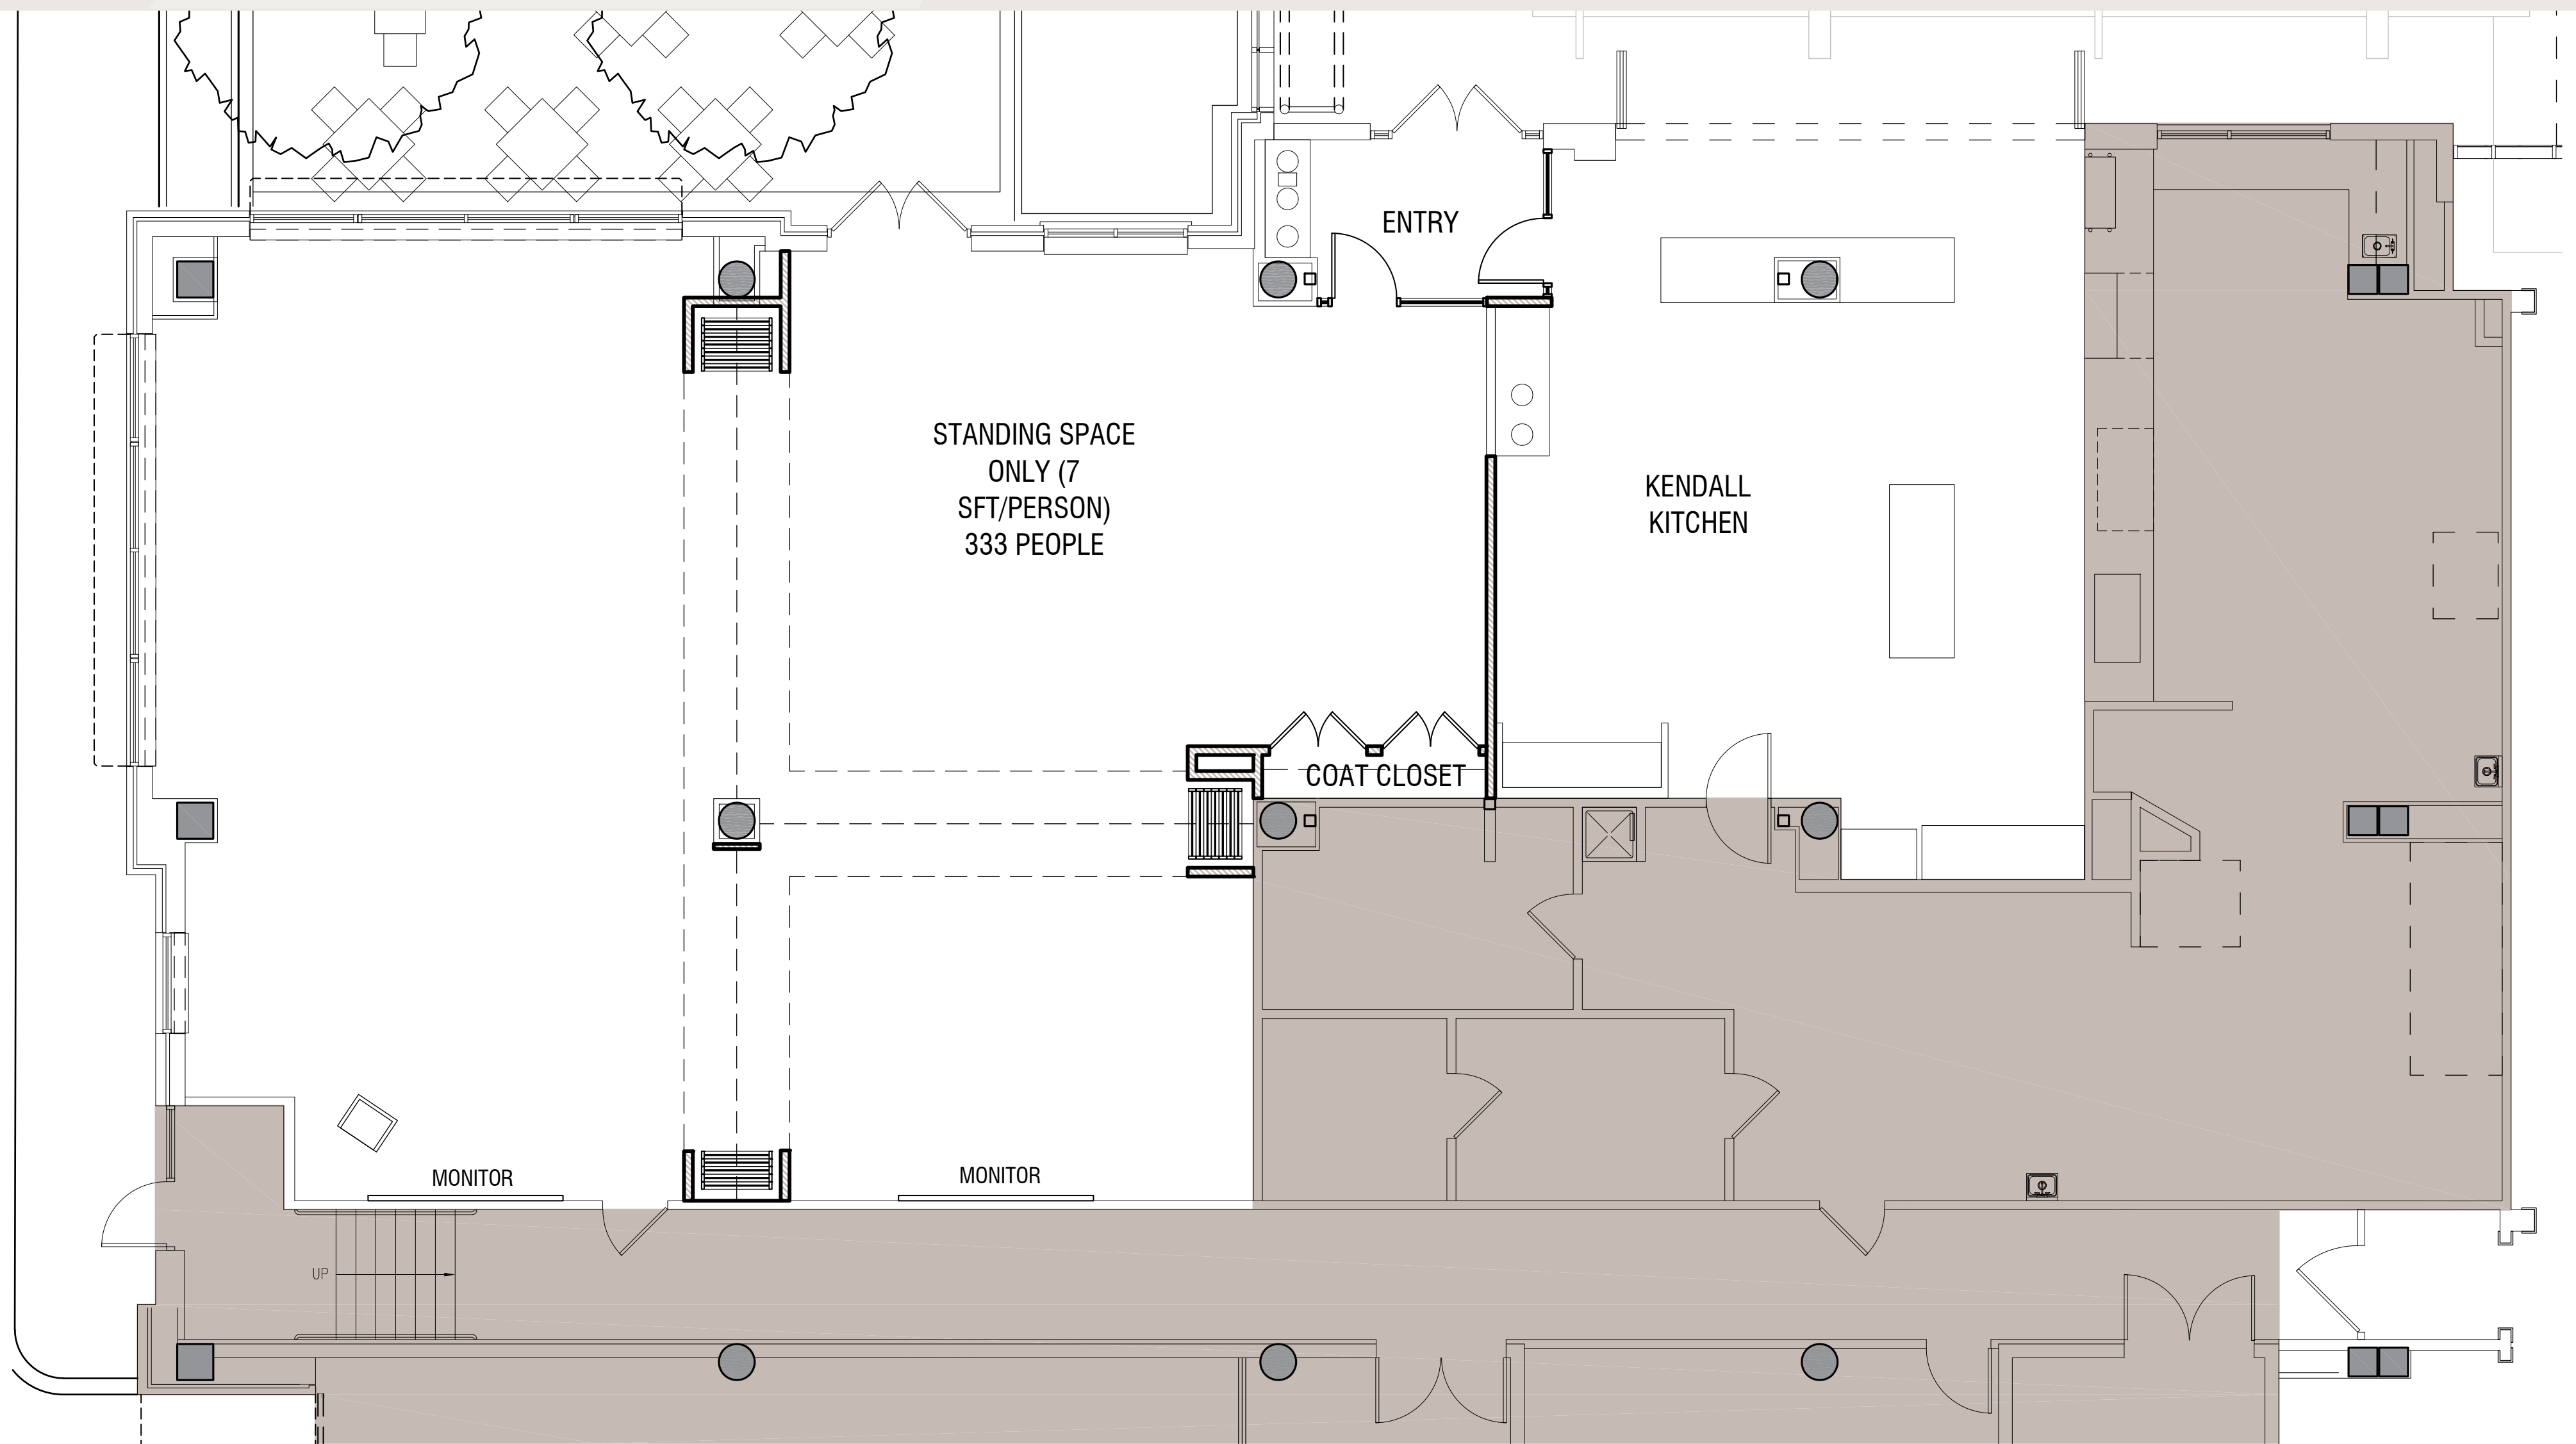 ENTRY
STANDING SPACE
ONLY (7
SFT/PERSON)
333 PEOPLE
KENDALL
KITCHEN
COAT CLOSET
MONITOR
MONITOR
UP